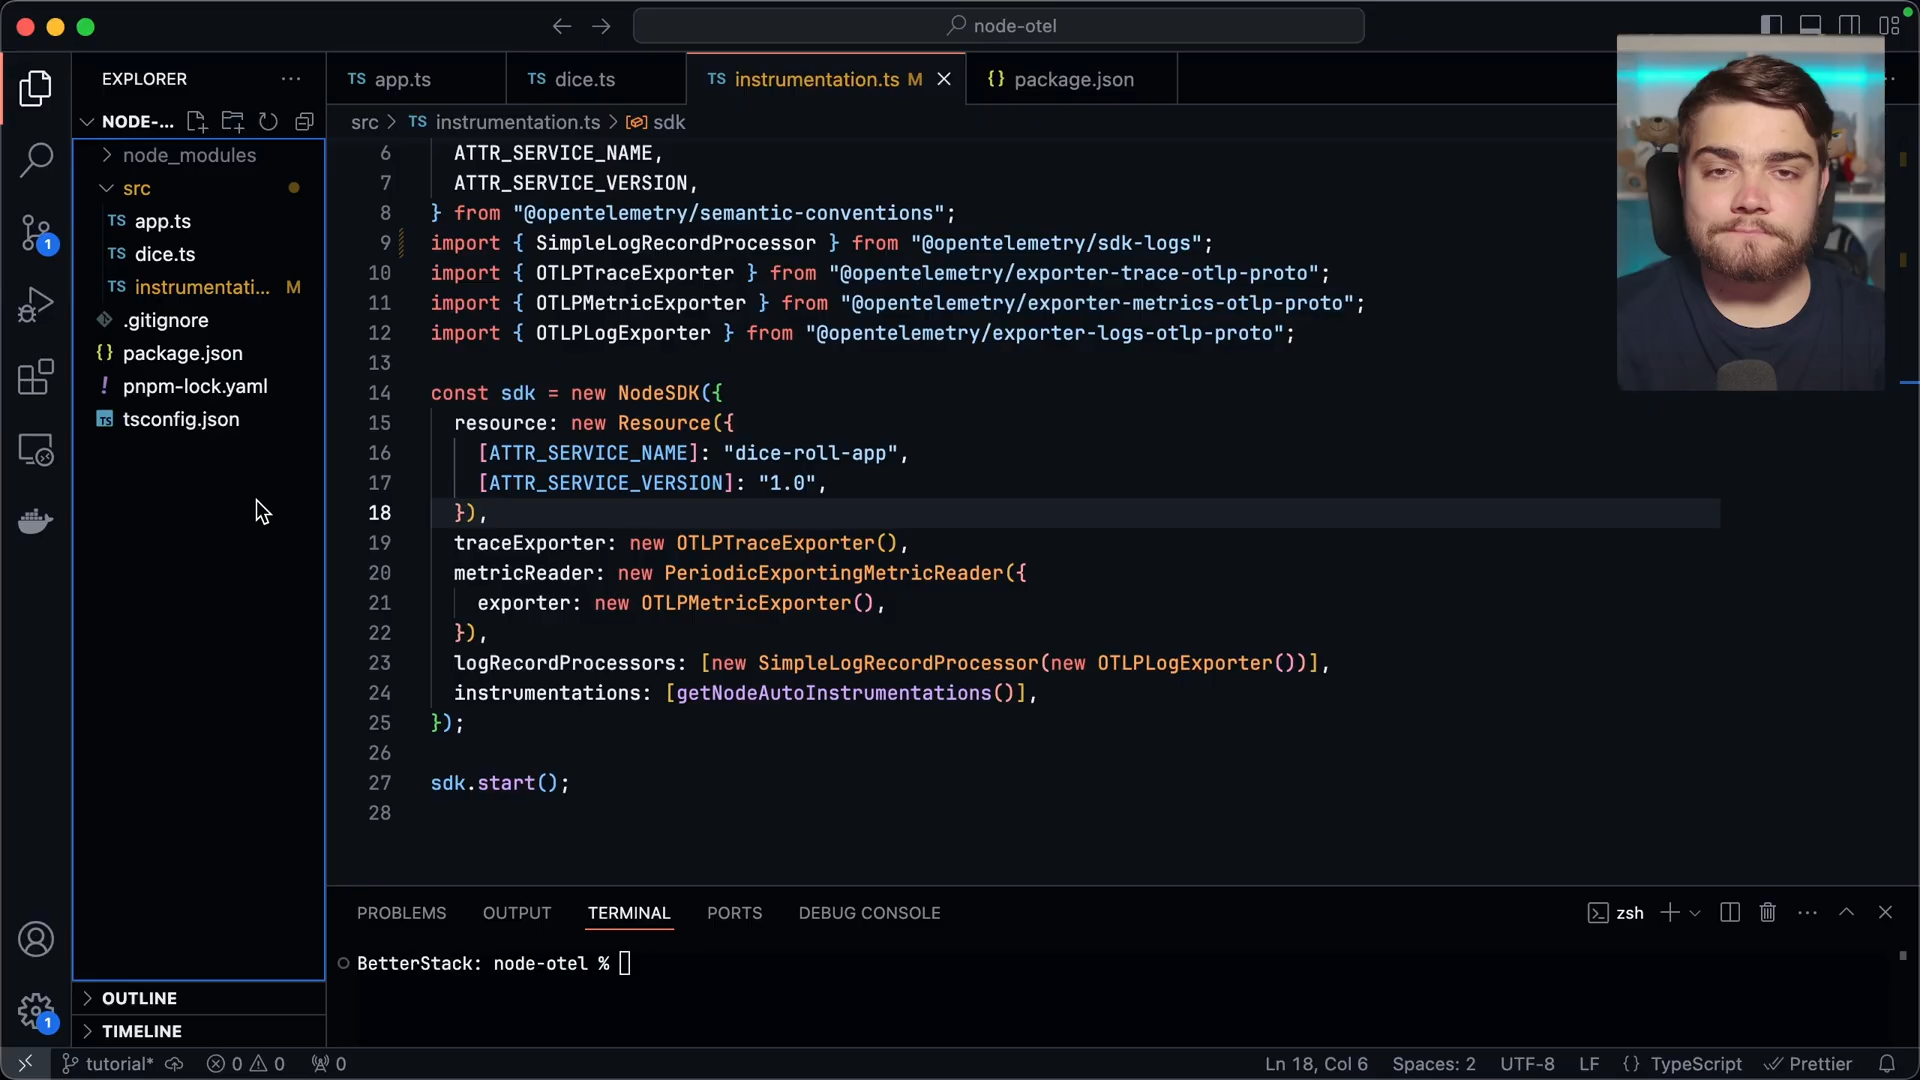 node-otel
EXPLORER
TS app.ts
TS dice.ts
TS instrumentation.ts M
{} package.json
NODE-...
src > TS instrumentation.ts > sdk
node_modules
src
TS app.ts
TS dice.ts
TS instrumentati... M
.gitignore
{} package.json
! pnpm-lock.yaml
TS tsconfig.json
1
6 ATTR_SERVICE_NAME,
7 ATTR_SERVICE_VERSION,
8 } from "@opentelemetry/semantic-conventions";
9 import { SimpleLogRecordProcessor } from "@opentelemetry/sdk-logs";
10 import { OTLPTraceExporter } from "@opentelemetry/exporter-trace-otlp-proto";
11 import { OTLPMetricExporter } from "@opentelemetry/exporter-metrics-otlp-proto";
12 import { OTLPLogExporter } from "@opentelemetry/exporter-logs-otlp-proto";
13
14 const sdk = new NodeSDK({
15 resource: new Resource({
16 [ATTR_SERVICE_NAME]: "dice-roll-app",
17 [ATTR_SERVICE_VERSION]: "1.0",
18 }),
19 traceExporter: new OTLPTraceExporter(),
20 metricReader: new PeriodicExportingMetricReader({
21 exporter: new OTLPMetricExporter(),
22 }),
23 logRecordProcessors: [new SimpleLogRecordProcessor(new OTLPLogExporter())],
24 instrumentations: [getNodeAutoInstrumentations()],
25 });
26
27 sdk.start();
28
PROBLEMS OUTPUT TERMINAL PORTS DEBUG CONSOLE
zsh
BetterStack: node-otel %
OUTLINE
1
TIMELINE
tutorial* 0 0 0
Ln 18, Col 6 Spaces: 2 UTF-8 LF {} TypeScript Prettier